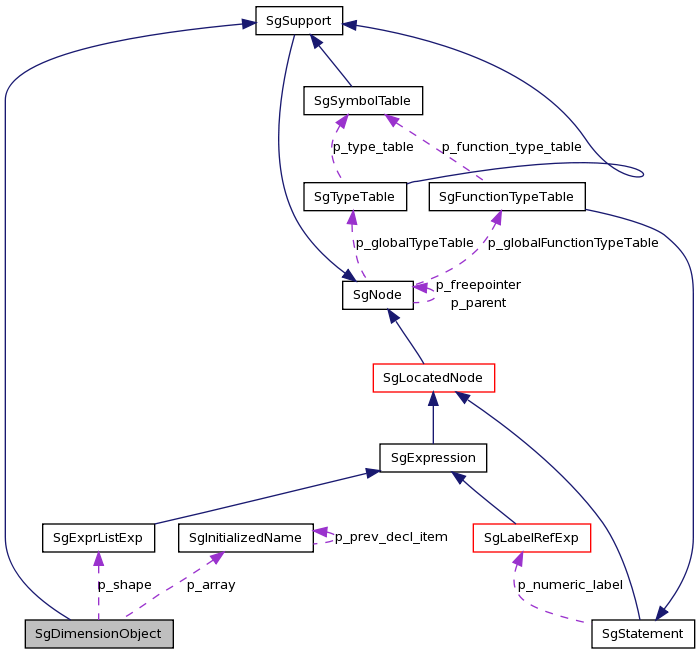 SgSupport
SgSymbolTable
p_type_table
p_function_type_table
SgTypeTable
SgFunctionTypeTable
p_globalTypeTable
p_globalFunctionTypeTable
SgNode
p_freepointer
p_parent
SgLocatedNode
SgExpression
SgExprListExp
SgInitializedName
p_prev_decl_item
SgLabelRefExp
p_shape
p_array
p_numeric_label
SgDimensionObject
SgStatement